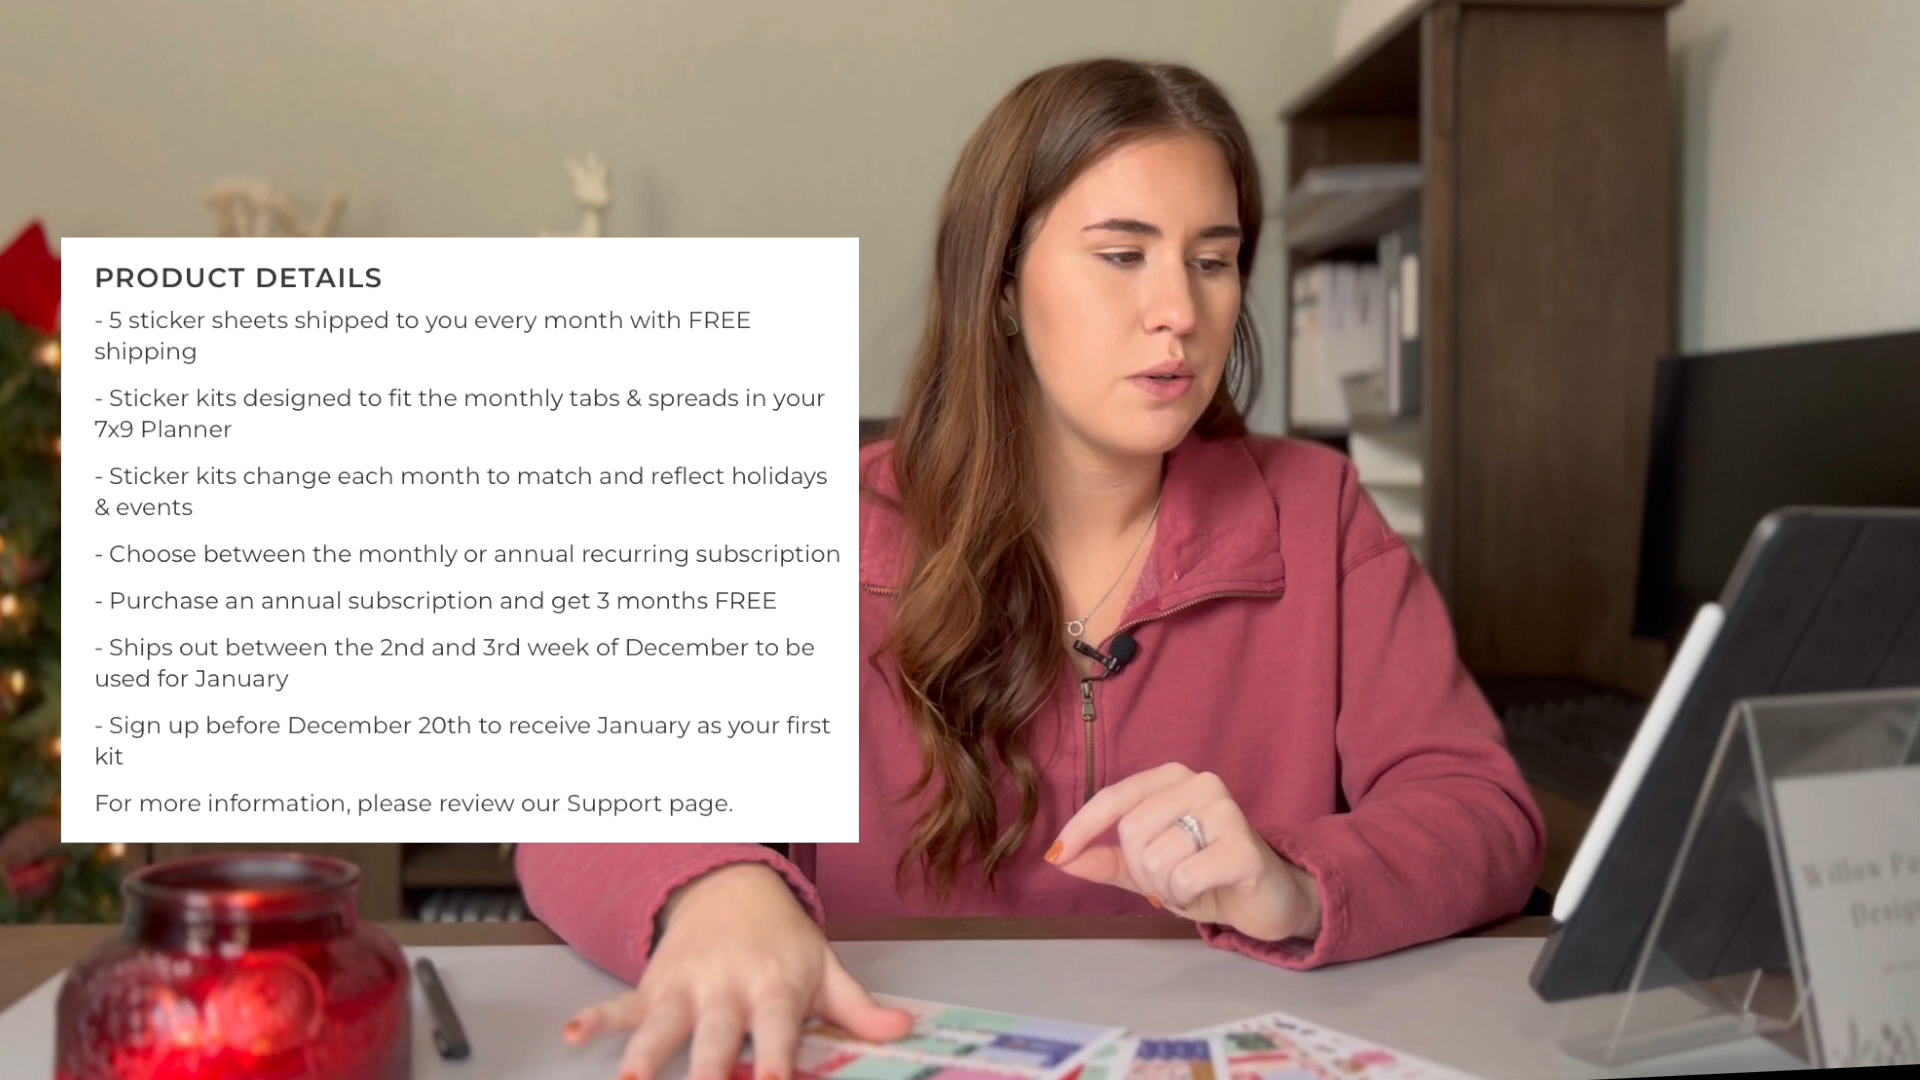 PRODUCT DETAILS
- 5 sticker sheets shipped to you every month with FREE
shipping
- Sticker kits designed to fit the monthly tabs & spreads in your
7x9 Planner
- Sticker kits change each month to match and reflect holidays
& events
- Choose between the monthly or annual recurring subscription
- Purchase an annual subscription and get 3 months FREE
- Ships out between the 2nd and 3rd week of December to be
used for January
- Sign up before December 20th to receive January as your first
kit
For more information, please review our Support page.
Willow